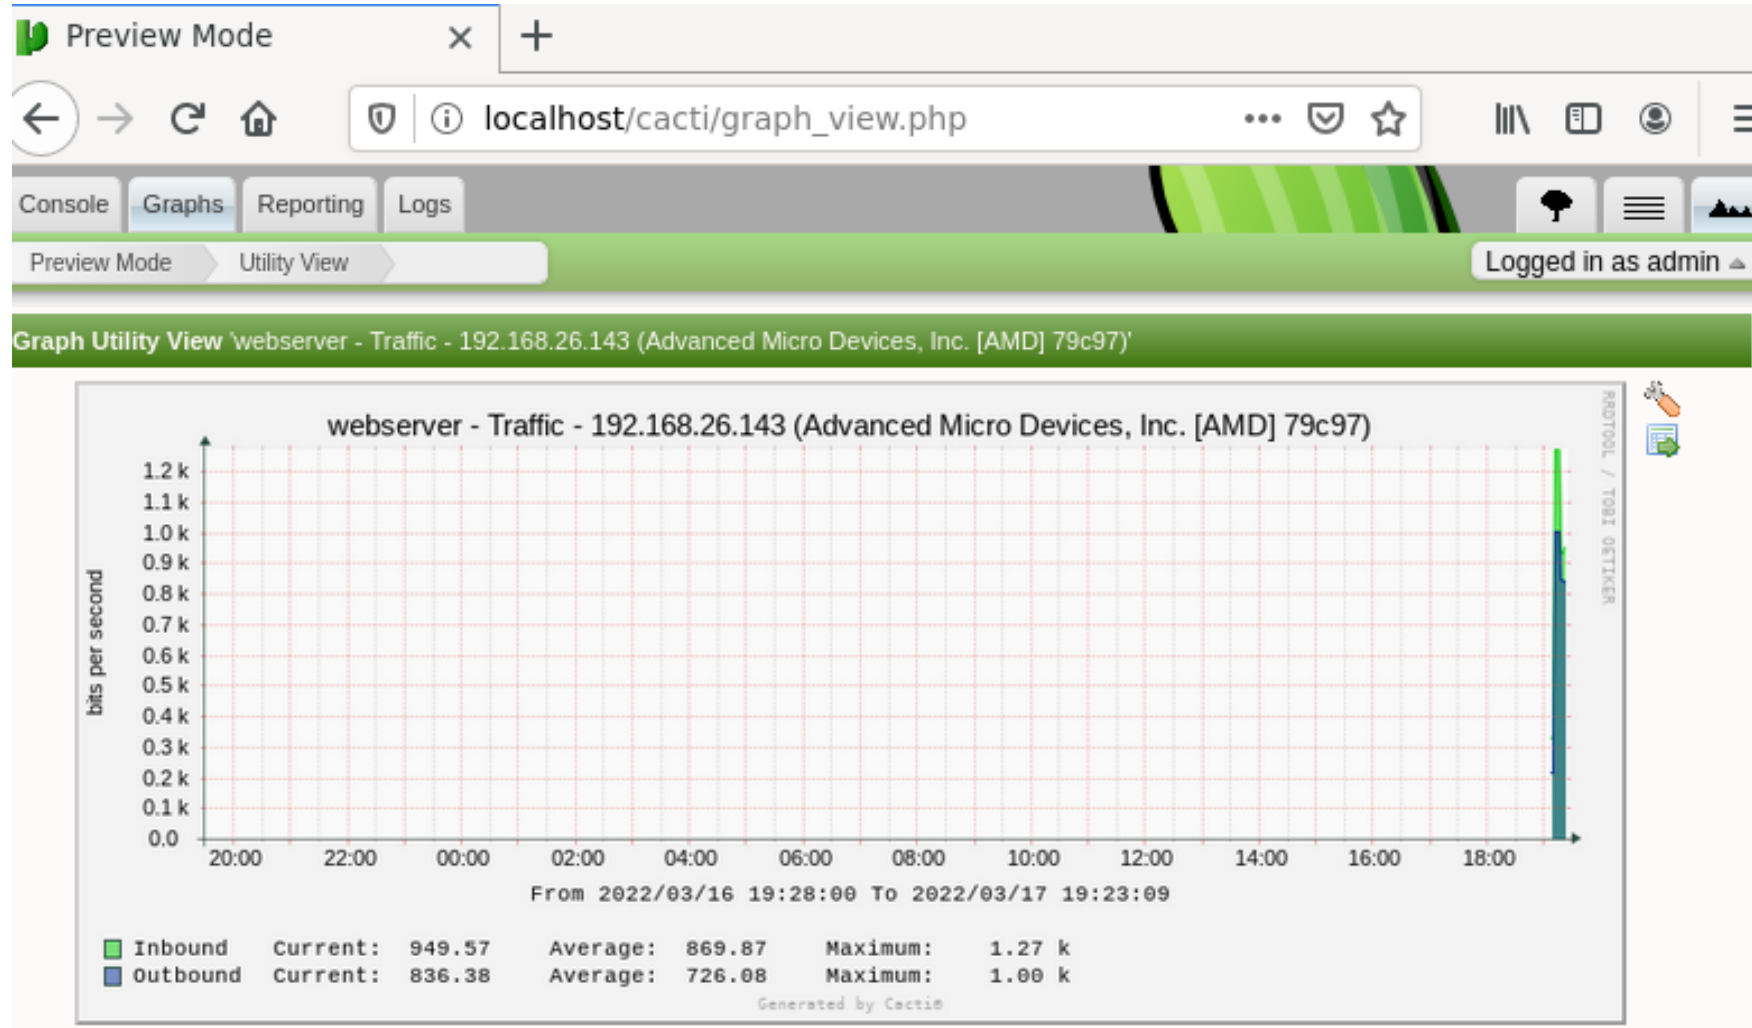 Preview Mode
localhost/cacti/graph_view.php
Console Graphs Reporting Logs
Preview Mode Utility View Logged in as admin
Graph Utility View 'webserver - Traffic - 192.168.26.143 (Advanced Micro Devices, Inc. [AMD] 79c97)'
webserver - Traffic - 192.168.26.143 (Advanced Micro Devices, Inc. [AMD] 79c97)
RRDTOOL / TOBI OETIKER
bits per second
1.2 k
1.1 k
1.0 k
0.9 k
0.8 k
0.7 k
0.6 k
0.5 k
0.4 k
0.3 k
0.2 k
0.1 k
0.0
20:00 22:00 00:00 02:00 04:00 06:00 08:00 10:00 12:00 14:00 16:00 18:00
From 2022/03/16 19:28:00 To 2022/03/17 19:23:09
Inbound Current: 949.57 Average: 869.87 Maximum: 1.27 k
Outbound Current: 836.38 Average: 726.08 Maximum: 1.00 k
Generated by Cacti®